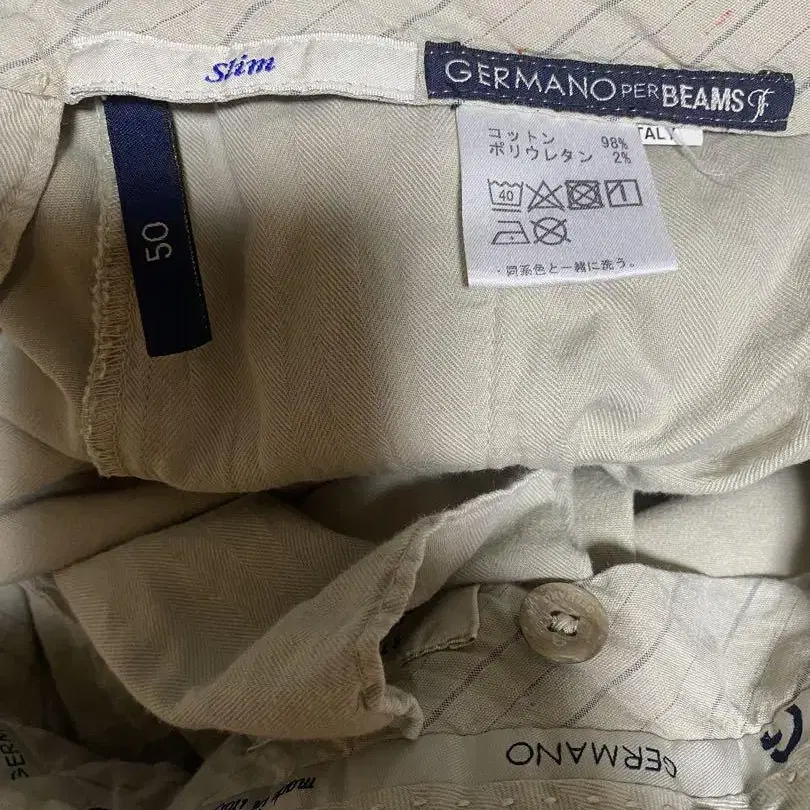 Slim
GERMANO PER BEAMS F
TALY
コットン 98%
ポリウレタン 2%
40
1
・同系色と一緒に洗う。
50
GERMANO